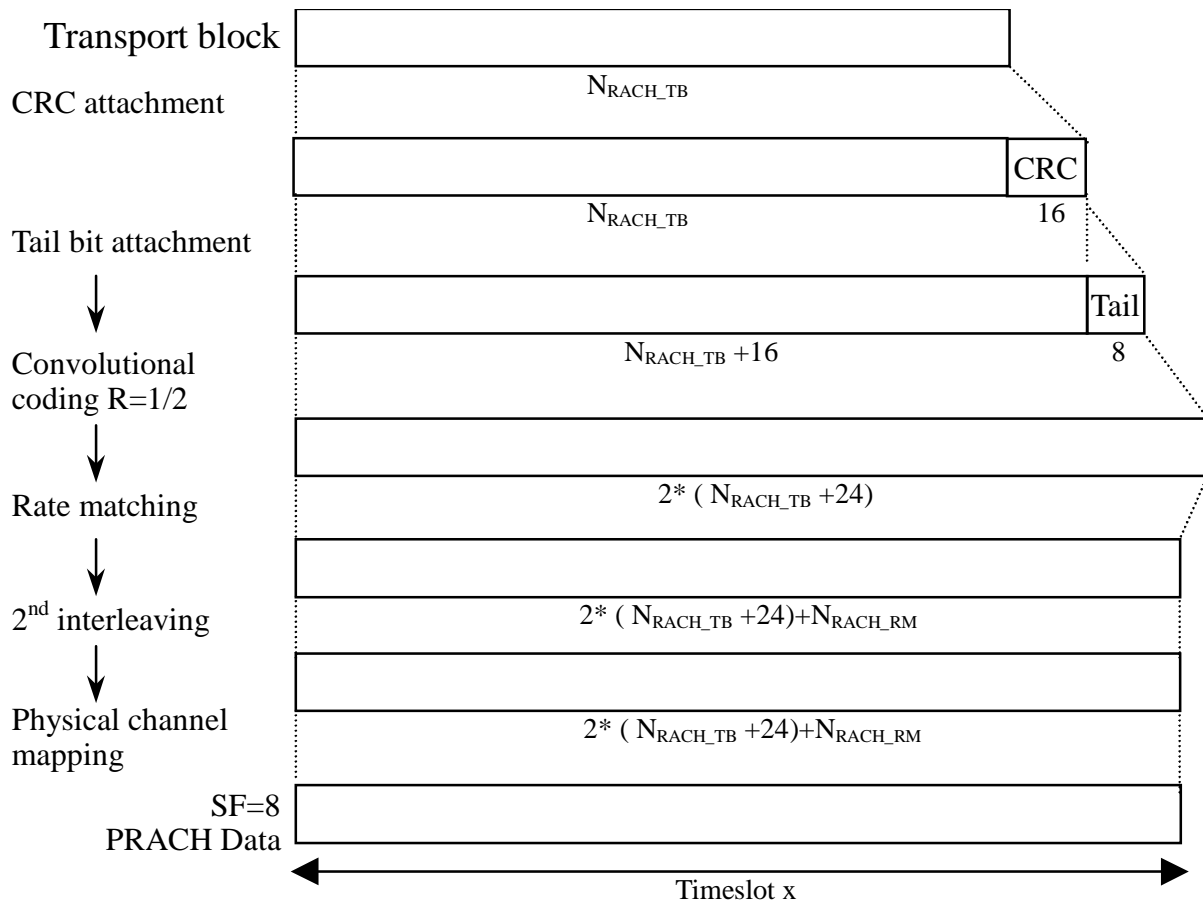 Transport block
N_RACH_TB
CRC attachment
CRC
N_RACH_TB
16
Tail bit attachment
Tail
N_RACH_TB +16
8
Convolutional
coding R=1/2
2* ( N_RACH_TB +24)
Rate matching
2nd interleaving
2* ( N_RACH_TB +24)+N_RACH_RM
Physical channel
mapping
2* ( N_RACH_TB +24)+N_RACH_RM
SF=8
PRACH Data
Timeslot x